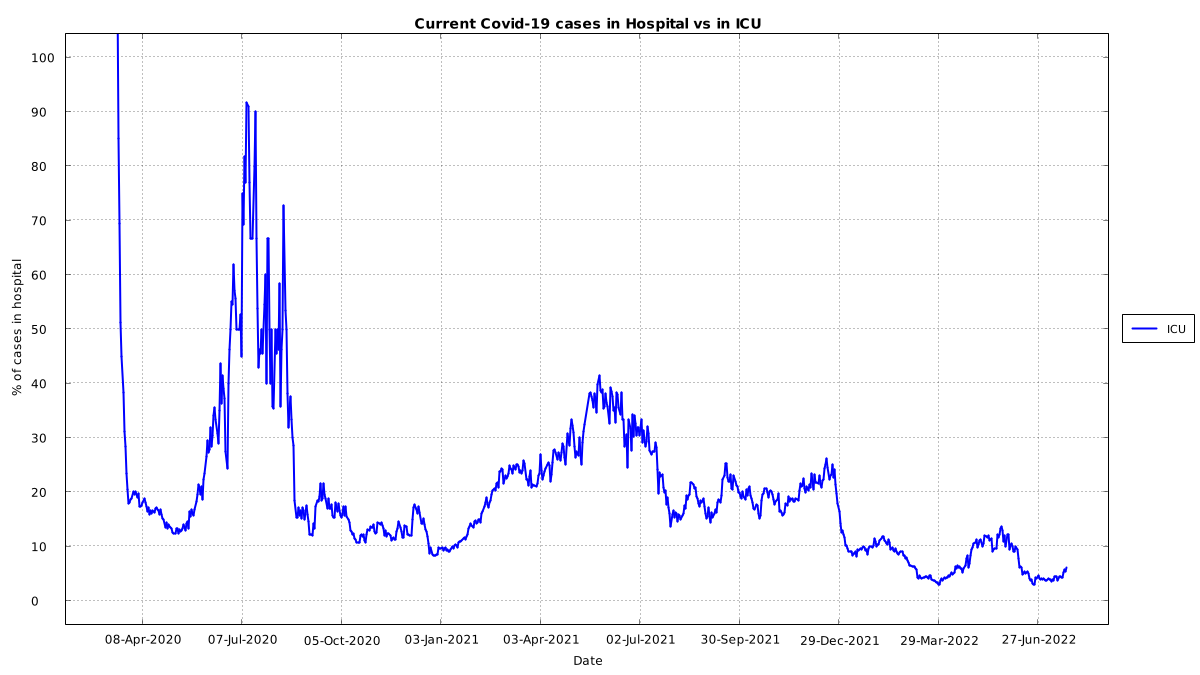 Current Covid-19 cases in Hospital vs in ICU
100
90
80
70
60
50
40
30
20
10
0
% of cases in hospital
08-Apr-2020
07-Jul-2020
05-Oct-2020
03-Jan-2021
03-Apr-2021
02-Jul-2021
30-Sep-2021
29-Dec-2021
29-Mar-2022
27-Jun-2022
Date
ICU